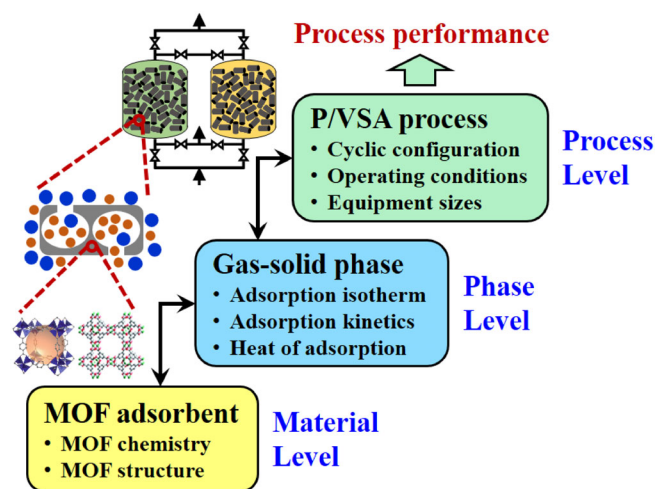 Process performance
P/VSA process
• Cyclic configuration
• Operating conditions
• Equipment sizes
Process
Level
Gas-solid phase
• Adsorption isotherm
• Adsorption kinetics
• Heat of adsorption
Phase
Level
MOF adsorbent
• MOF chemistry
• MOF structure
Material
Level